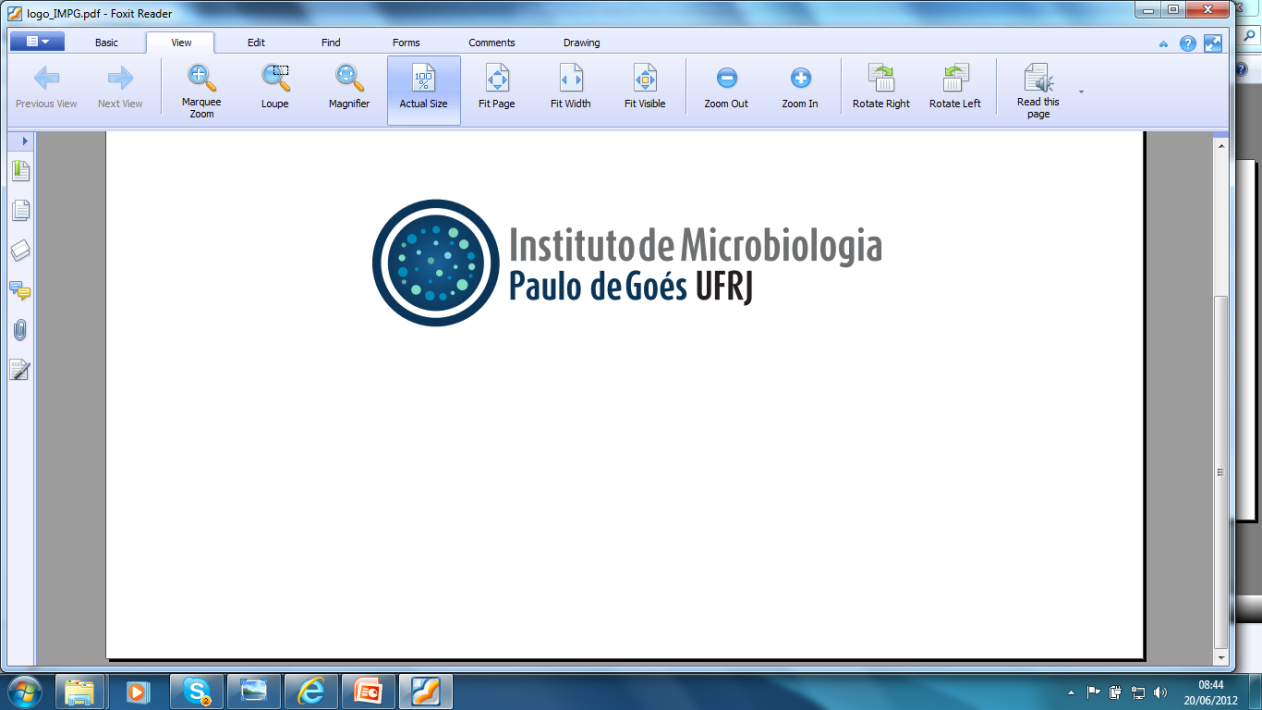 logo_IMPG.pdf - Foxit Reader
Basic View Edit Find Forms Comments Drawing
Previous View Next View Marquee Zoom Loupe Magnifier 100 % Actual Size Fit Page Fit Width Fit Visible Zoom Out Zoom In Rotate Right Rotate Left Read this page
Instituto de Microbiologia
Paulo de Goés UFRJ
2
08:44
20/06/2012